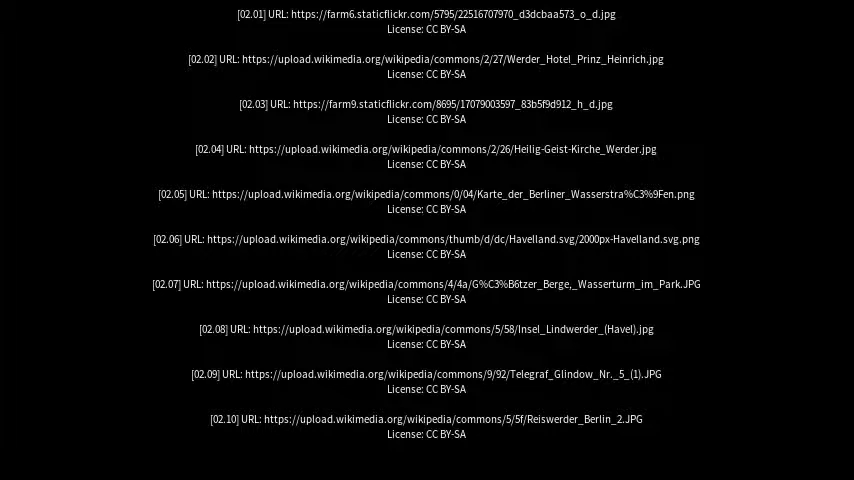 [02.01] URL: https://farm6.staticflickr.com/5795/22516707970_d3dcbaa573_o_d.jpg
License: CC BY-SA
[02.02] URL: https://upload.wikimedia.org/wikipedia/commons/2/27/Werder_Hotel_Prinz_Heinrich.jpg
License: CC BY-SA
[02.03] URL: https://farm9.staticflickr.com/8695/17079003597_83b5f9d912_h_d.jpg
License: CC BY-SA
[02.04] URL: https://upload.wikimedia.org/wikipedia/commons/2/26/Heilig-Geist-Kirche_Werder.jpg
License: CC BY-SA
[02.05] URL: https://upload.wikimedia.org/wikipedia/commons/0/04/Karte_der_Berliner_Wasserstra%C3%9Fen.png
License: CC BY-SA
[02.06] URL: https://upload.wikimedia.org/wikipedia/commons/thumb/d/dc/Havelland.svg/2000px-Havelland.svg.png
License: CC BY-SA
[02.07] URL: https://upload.wikimedia.org/wikipedia/commons/4/4a/G%C3%B6tzer_Berge,_Wasserturm_im_Park.JPG
License: CC BY-SA
[02.08] URL: https://upload.wikimedia.org/wikipedia/commons/5/58/Insel_Lindwerder_(Havel).jpg
License: CC BY-SA
[02.09] URL: https://upload.wikimedia.org/wikipedia/commons/9/92/Telegraf_Glindow_Nr._5_(1).JPG
License: CC BY-SA
[02.10] URL: https://upload.wikimedia.org/wikipedia/commons/5/5f/Reiswerder_Berlin_2.JPG
License: CC BY-SA